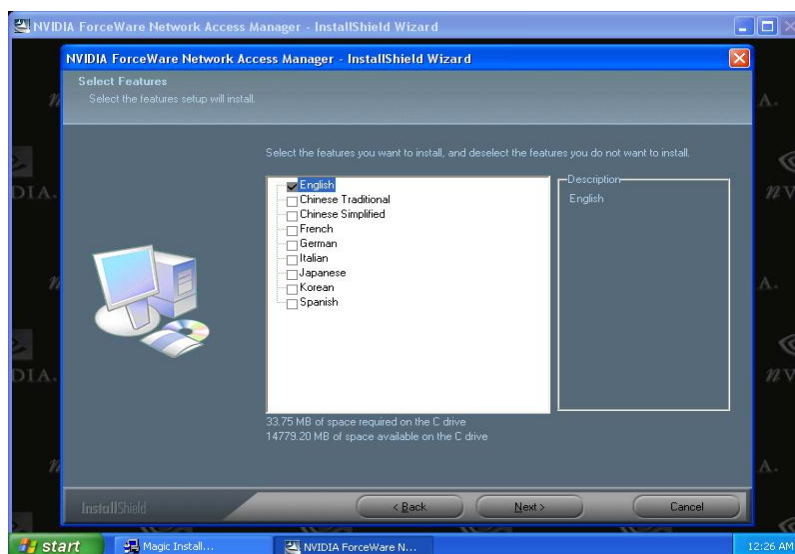 NVIDIA ForceWare Network Access Manager - InstallShield Wizard
NVIDIA ForceWare Network Access Manager - InstallShield Wizard
Select Features
Select the features setup will install.
Select the features you want to install, and deselect the features you do not want to install.
English
Chinese Traditional
Chinese Simplified
French
German
Italian
Japanese
Korean
Spanish
Description
English
33.75 MB of space required on the C drive
14779.20 MB of space available on the C drive
InstallShield
< Back
Next >
Cancel
start
Magic Install...
NVIDIA ForceWare N...
12:26 AM